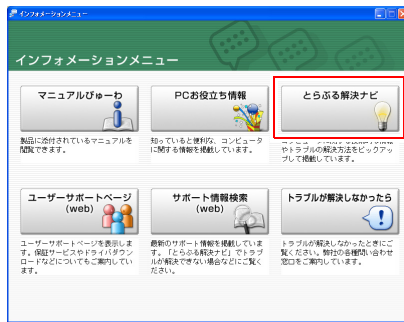 インフォメーションメニュー
インフォメーションメニュー
マニュアルびゅーわ
PCお役立ち情報
とらぶる解決ナビ
製品に添付されているマニュアルを
閲覧できます。
知っていると便利な、コンピュータ
に関する情報を掲載しています。
やトラブルの解決方法をピックアッ
プして掲載しています。
ユーザーサポートページ
(web)
サポート情報検索
(web)
トラブルが解決しなかったら
ユーザーサポートページを表示しま
す。保証サービスやドライバダウン
ロードなどについてもご案内してい
ます。
最新のサポート情報を掲載していま
す。「とらぶる解決ナビ」でトラブ
ルが解決できない場合などにご覧く
ださい。
トラブルが解決しなかったときにご
覧ください。弊社の各種問い合わせ
窓口をご案内しています。